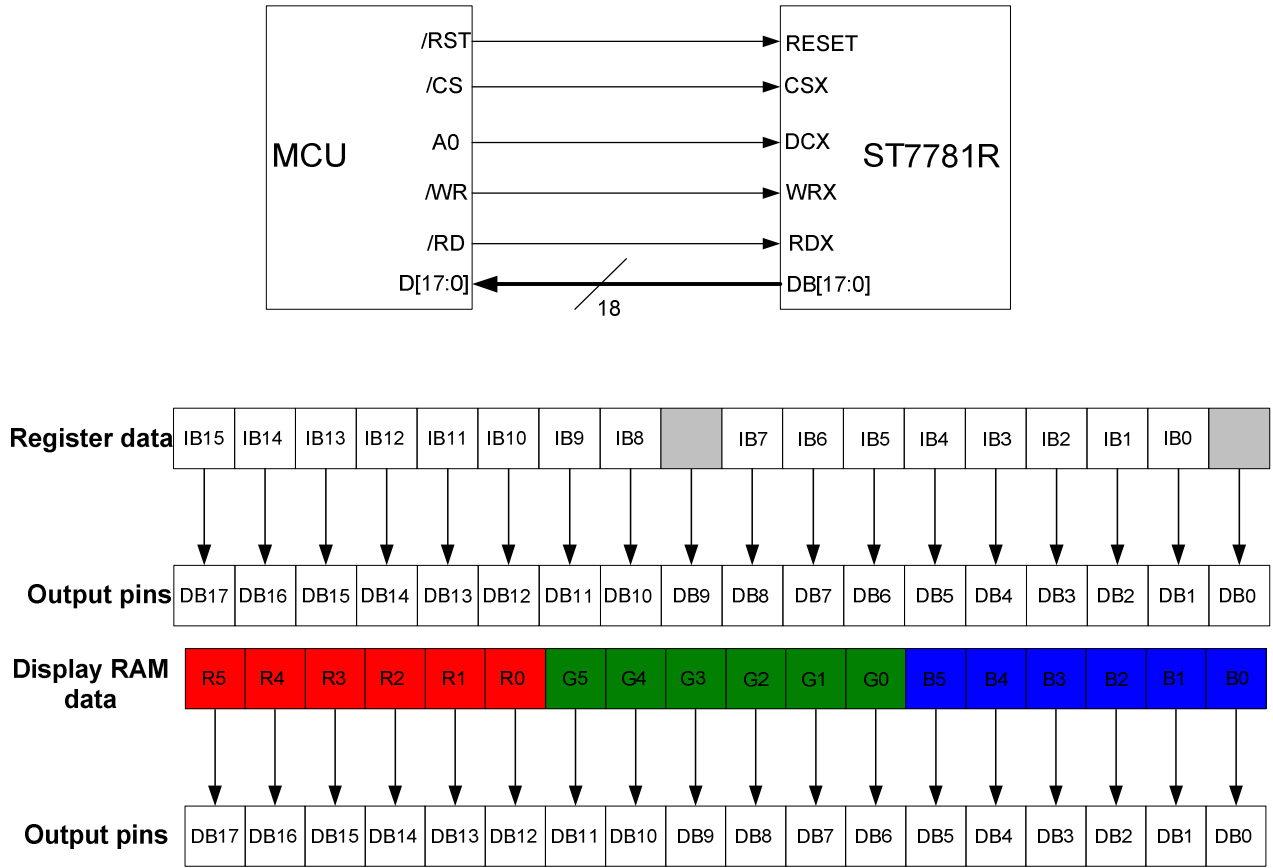 /RST RESET
/CS CSX
A0 DCX
MCU ST7781R
/WR WRX
/RD RDX
D[17:0] DB[17:0]
18
Register data IB15 IB14 IB13 IB12 IB11 IB10 IB9 IB8 IB7 IB6 IB5 IB4 IB3 IB2 IB1 IB0
Output pins DB17 DB16 DB15 DB14 DB13 DB12 DB11 DB10 DB9 DB8 DB7 DB6 DB5 DB4 DB3 DB2 DB1 DB0
Display RAM
data
R5 R4 R3 R2 R1 R0 G5 G4 G3 G2 G1 G0 B5 B4 B3 B2 B1 B0
Output pins DB17 DB16 DB15 DB14 DB13 DB12 DB11 DB10 DB9 DB8 DB7 DB6 DB5 DB4 DB3 DB2 DB1 DB0